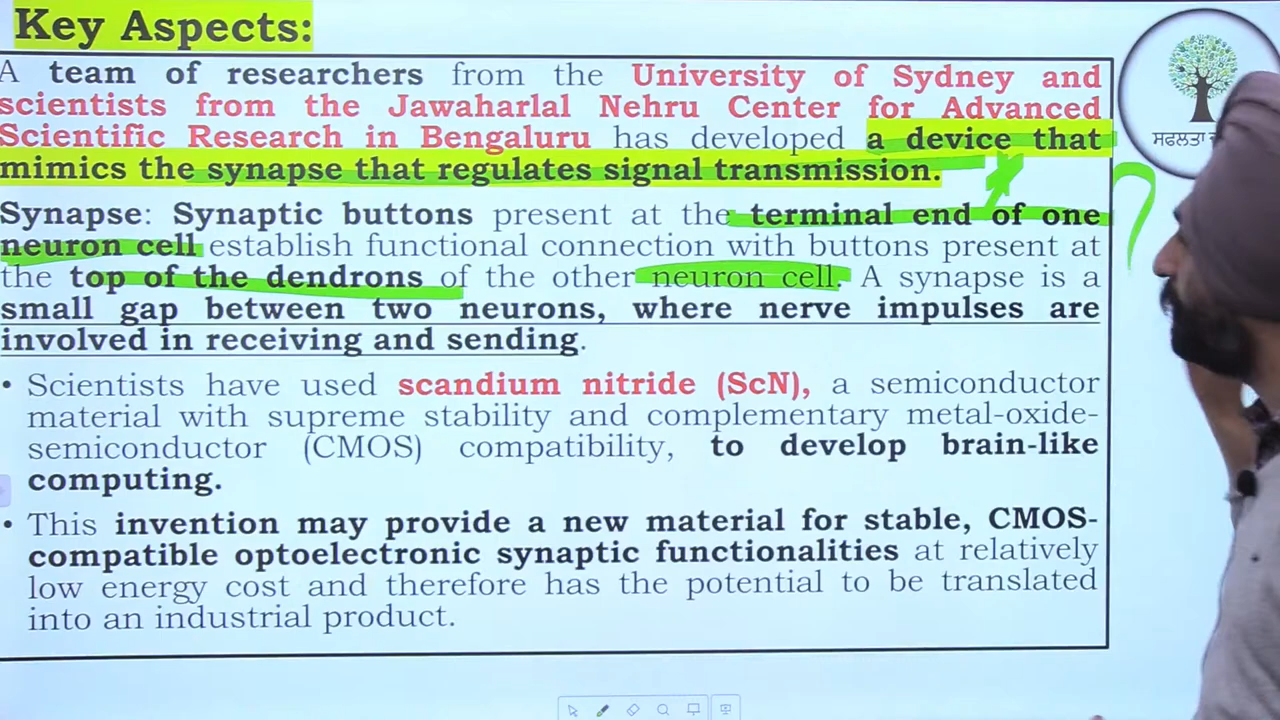 Key Aspects:
A team of researchers from the University of Sydney and
scientists from the Jawaharlal Nehru Center for Advanced
Scientific Research in Bengaluru has developed a device that
mimics the synapse that regulates signal transmission.
Synapse: Synaptic buttons present at the terminal end of one
neuron cell establish functional connection with buttons present at
the top of the dendrons of the other neuron cell. A synapse is a
small gap between two neurons, where nerve impulses are
involved in receiving and sending.
• Scientists have used scandium nitride (ScN), a semiconductor
material with supreme stability and complementary metal-oxide-
semiconductor (CMOS) compatibility, to develop brain-like
computing.
• This invention may provide a new material for stable, CMOS-
compatible optoelectronic synaptic functionalities at relatively
low energy cost and therefore has the potential to be translated
into an industrial product.
ਸਫਲਤਾ